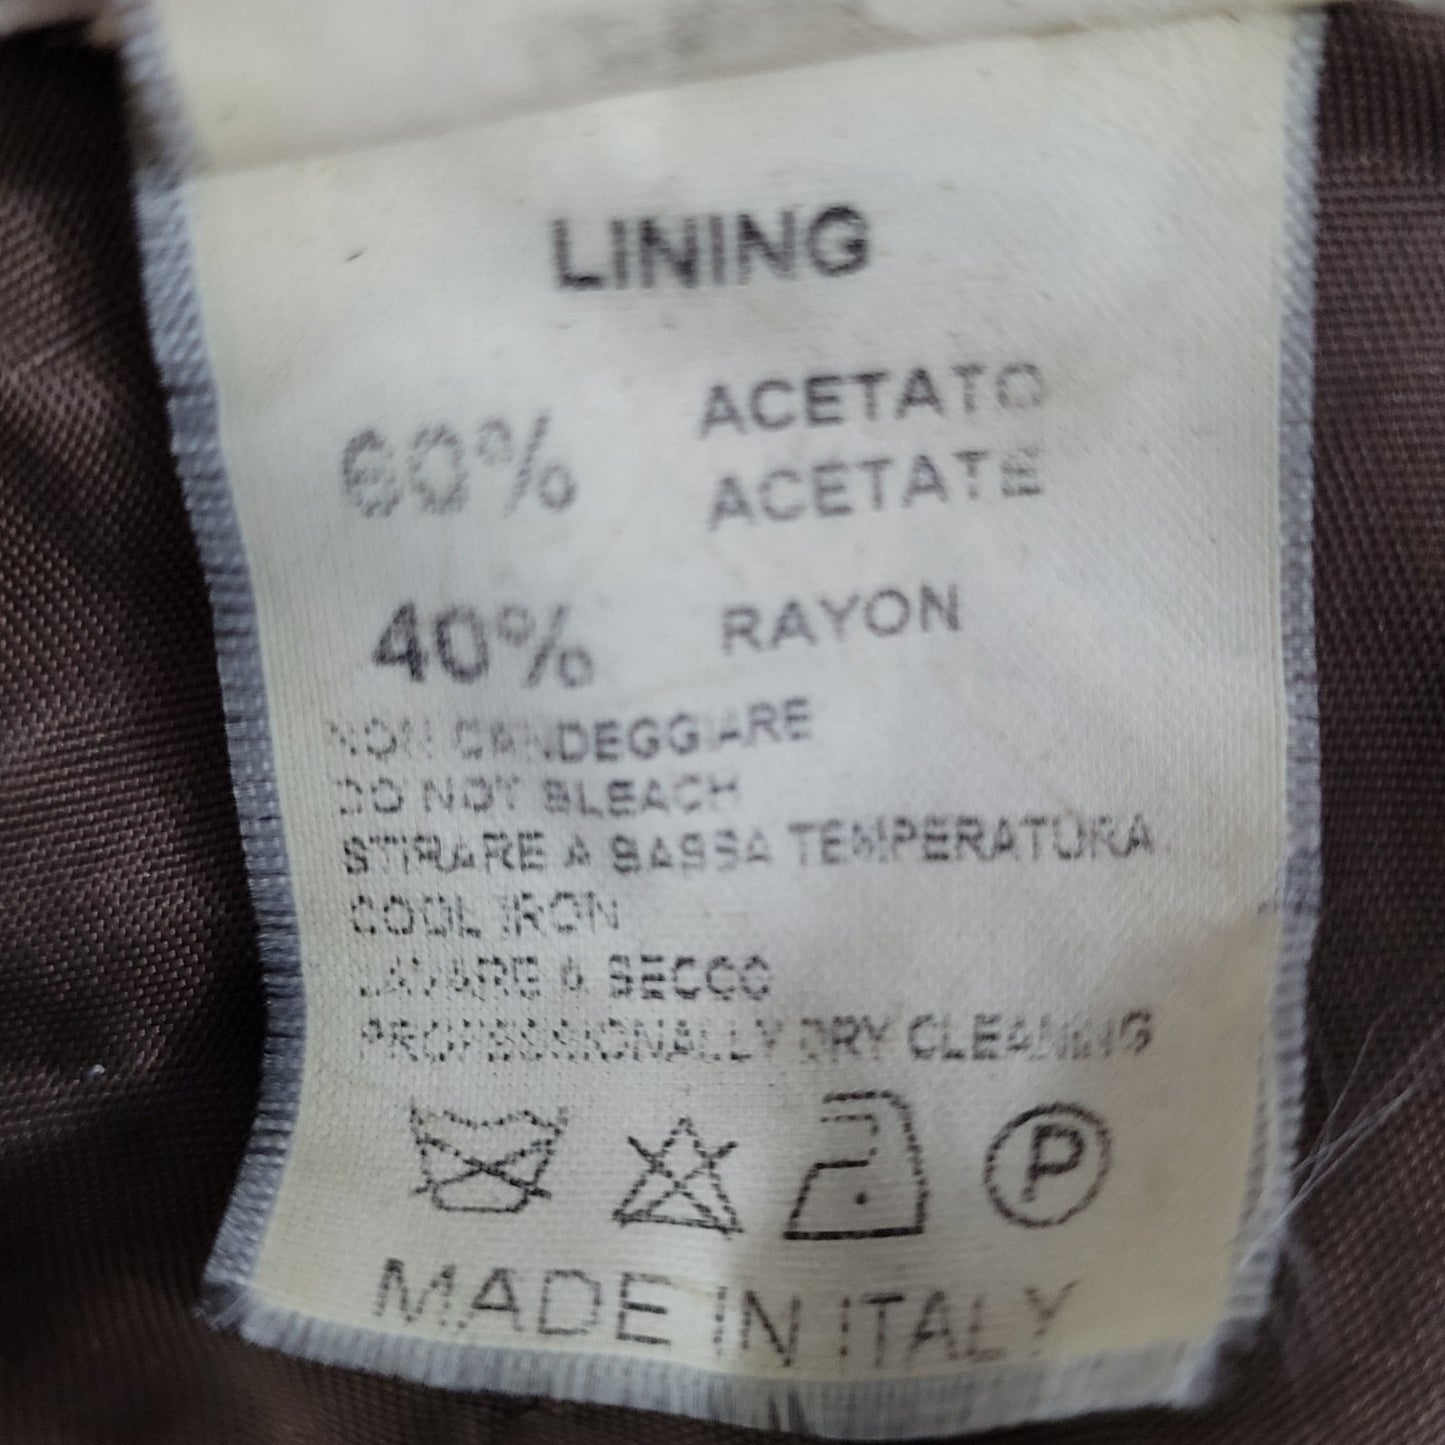 LINING
60% ACETATO
ACETATE
40% RAYON
NON CANDEGGIARE
DO NOT BLEACH
STIRARE A BASSA TEMPERATURA
COOL IRON
LAVARE A SECCO
PROFESSIONALLY DRY CLEANING
P
MADE IN ITALY